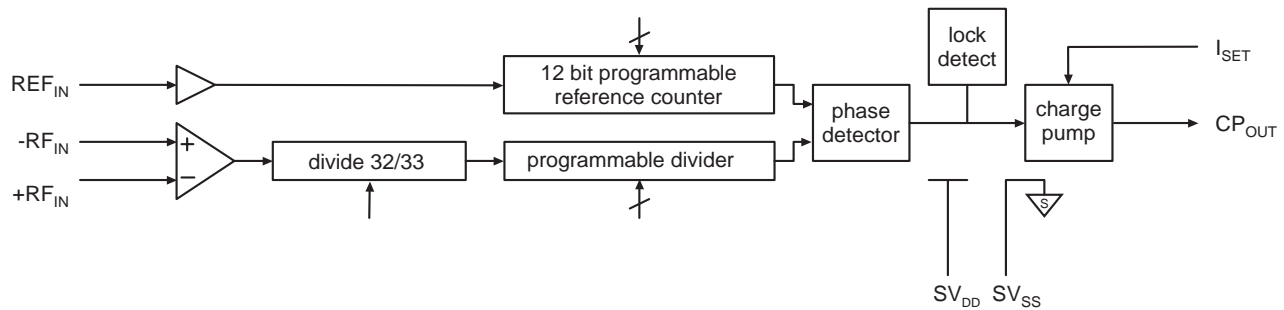 lock
detect
I_SET
REF_IN
12 bit programmable
reference counter
phase
detector
charge
pump
CP_OUT
-RF_IN
+
divide 32/33
programmable divider
−
+RF_IN
S
SV_DD
SV_SS